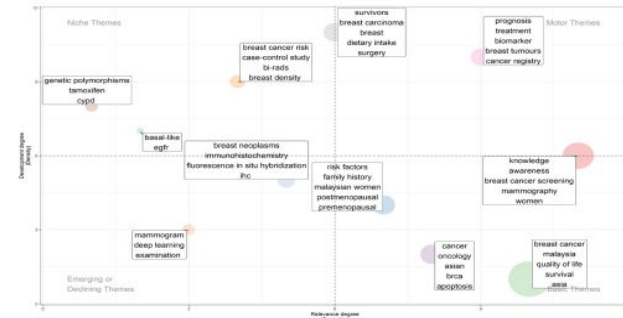 Niche Themes
Motor Themes
survivors
breast carcinoma
breast
dietary intake
surgery
prognosis
treatment
biomarker
breast tumours
cancer registry
breast cancer risk
case-control study
bi-rads
breast density
genetic polymorphisms
tamoxifen
cypd
basal-like
egfr
breast neoplasms
immunohistochemistry
fluorescence in situ hybridization
ihc
risk factors
family history
malaysian women
postmenopausal
premenopausal
knowledge
awareness
breast cancer screening
mammography
women
mammogram
deep learning
examination
cancer
oncology
asian
brca
apoptosis
breast cancer
malaysia
quality of life
survival
asia
Emerging or
Declining Themes
Basic Themes
Development degree
(Density)
Relevance degree